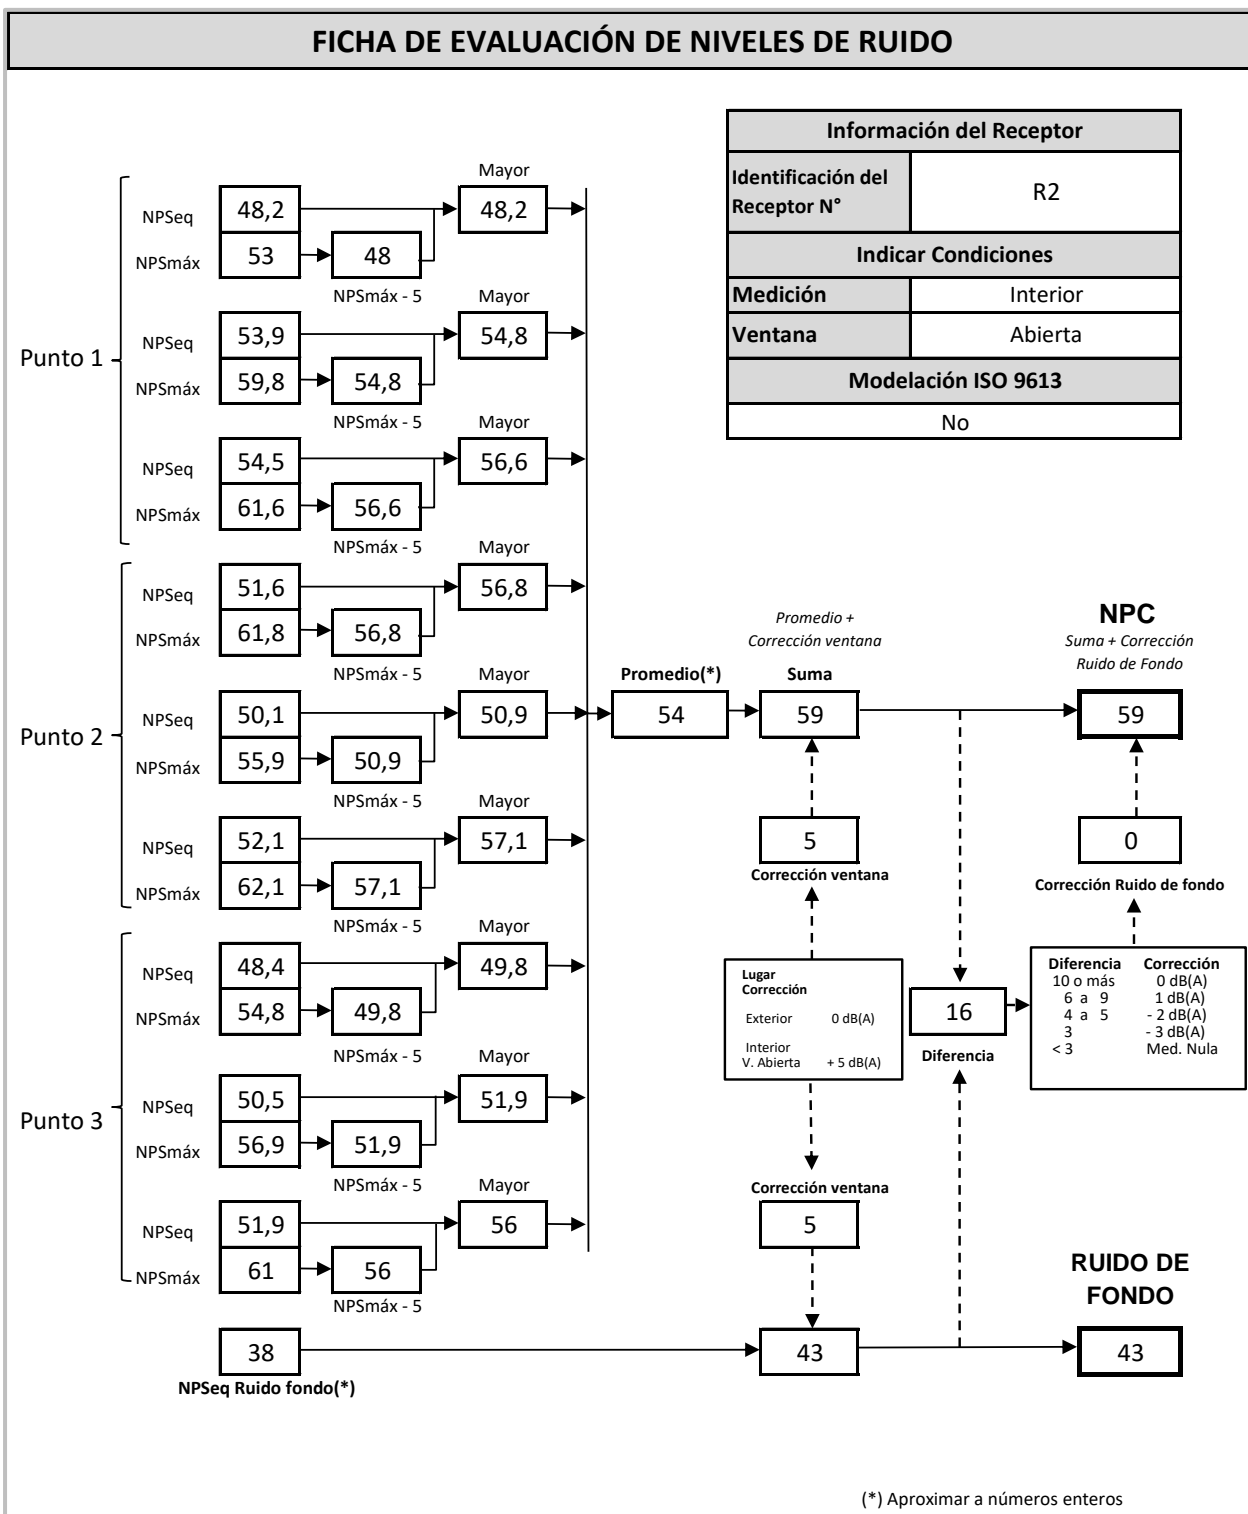 FICHA DE EVALUACIÓN DE NIVELES DE RUIDO
Información del Receptor
Identificación del
Receptor N°
R2
Indicar Condiciones
Medición
Interior
Ventana
Abierta
Modelación ISO 9613
No
Punto 1
Mayor
NPSeq
48,2
48,2
NPSmáx
53
48
NPSmáx - 5
Mayor
NPSeq
53,9
54,8
NPSmáx
59,8
54,8
NPSmáx - 5
Mayor
NPSeq
54,5
56,6
NPSmáx
61,6
56,6
NPSmáx - 5
Punto 2
Mayor
NPSeq
51,6
56,8
NPSmáx
61,8
56,8
NPSmáx - 5
Mayor
NPSeq
50,1
50,9
NPSmáx
55,9
50,9
NPSmáx - 5
Mayor
NPSeq
52,1
57,1
NPSmáx
62,1
57,1
NPSmáx - 5
Punto 3
Mayor
NPSeq
48,4
49,8
NPSmáx
54,8
49,8
NPSmáx - 5
Mayor
NPSeq
50,5
51,9
NPSmáx
56,9
51,9
NPSmáx - 5
Mayor
NPSeq
51,9
56
NPSmáx
61
56
NPSmáx - 5
38
NPSeq Ruido fondo(*)
Promedio(*)
54
Promedio +
Corrección ventana
Suma
59
5
Corrección ventana
Lugar
Corrección
Exterior 0 dB(A)
Interior
V. Abierta + 5 dB(A)
Corrección ventana
5
43
16
Diferencia
NPC
Suma + Corrección
Ruido de Fondo
59
0
Corrección Ruido de fondo
Diferencia Corrección
10 o más 0 dB(A)
6 a 9 1 dB(A)
4 a 5 - 2 dB(A)
3 - 3 dB(A)
< 3 Med. Nula
RUIDO DE
FONDO
43
(*) Aproximar a números enteros